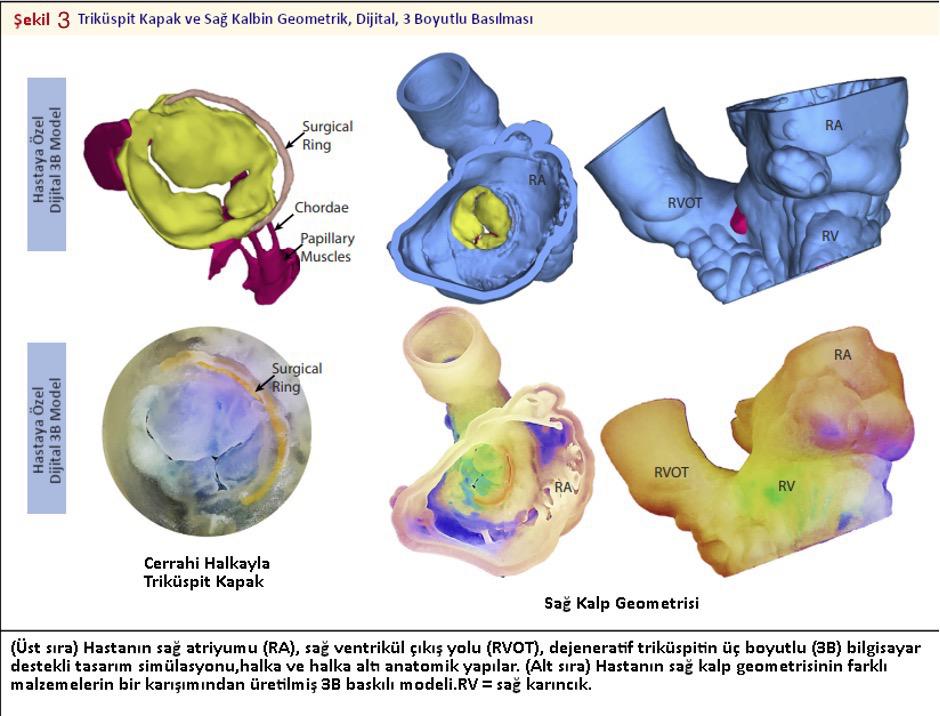 Şekil 3 Triküspit Kapak ve Sağ Kalbin Geometrik, Dijital, 3 Boyutlu Basılması
Hastaya Özel
Dijital 3B Model
Surgical
Ring
Chordae
Papillary
Muscles
RA
RVOT
RA
RV
Hastaya Özel
Dijital 3B Model
Surgical
Ring
RA
RVOT
RA
RV
Cerrahi Halkayla
Triküspit Kapak
Sağ Kalp Geometrisi
(Üst sıra) Hastanın sağ atriyumu (RA), sağ ventrikül çıkış yolu (RVOT), dejeneratif triküspitin üç boyutlu (3B) bilgisayar
destekli tasarım simülasyonu,halka ve halka altı anatomik yapılar. (Alt sıra) Hastanın sağ kalp geometrisinin farklı
malzemelerin bir karışımından üretilmiş 3B baskılı modeli.RV = sağ karıncık.